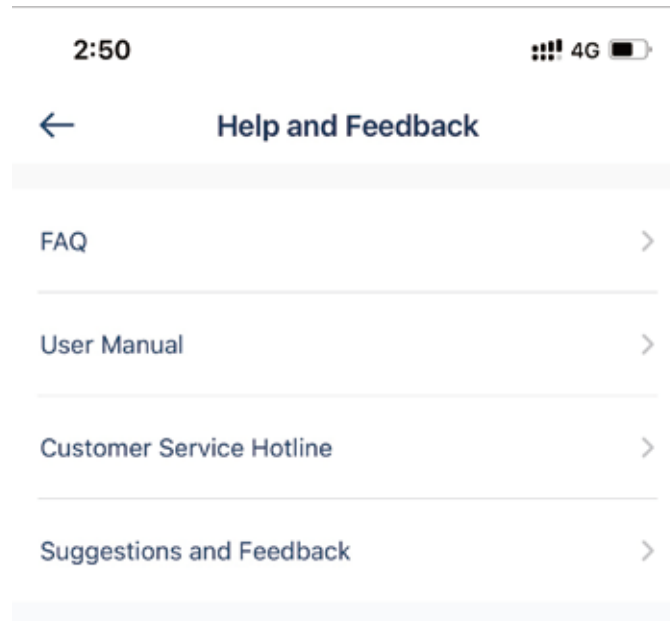 2:50 4G
Help and Feedback
FAQ
User Manual
Customer Service Hotline
Suggestions and Feedback